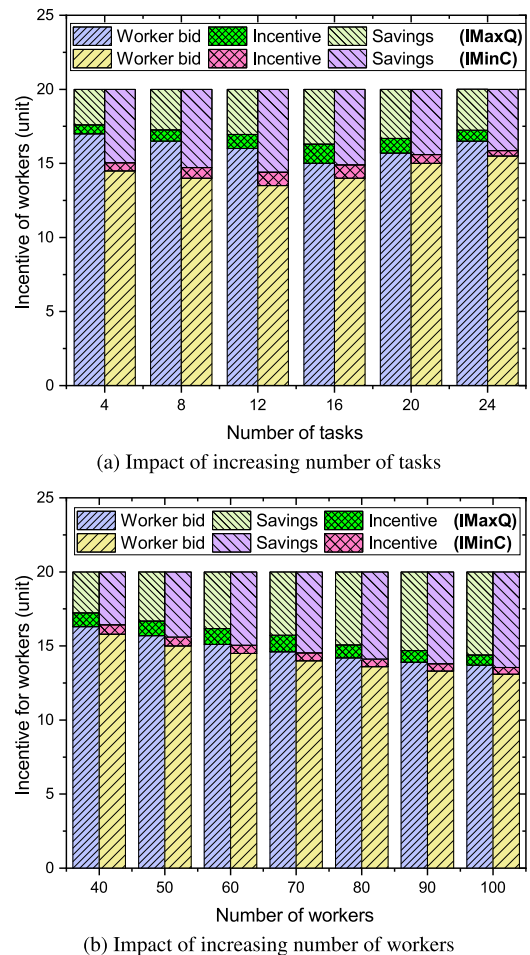 25
Worker bid Incentive Savings (IMaxQ)
Worker bid Incentive Savings (IMinC)
20
15
10
5
0
Incentive of workers (unit)
4 8 12 16 20 24
Number of tasks
(a) Impact of increasing number of tasks
25
Worker bid Savings Incentive (IMaxQ)
Worker bid Savings Incentive (IMinC)
20
15
10
5
0
Incentive for workers (unit)
40 50 60 70 80 90 100
Number of workers
(b) Impact of increasing number of workers